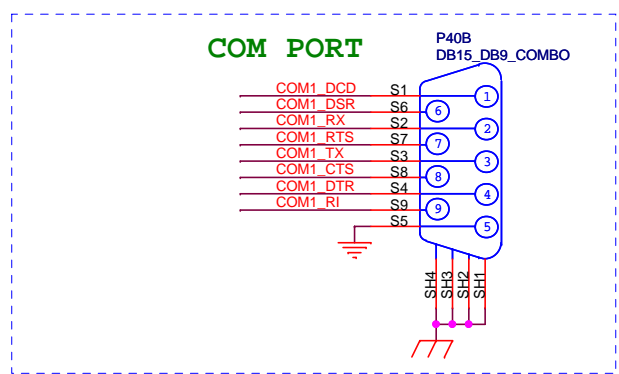 COM PORT
P40B
DB15_DB9_COMBO
COM1_DCD S1 1
COM1_DSR S6 6
COM1_RX S2 2
COM1_RTS S7 7
COM1_TX S3 3
COM1_CTS S8 8
COM1_DTR S4 4
COM1_RI S9 9
S5 5
SH4 SH3 SH2 SH1